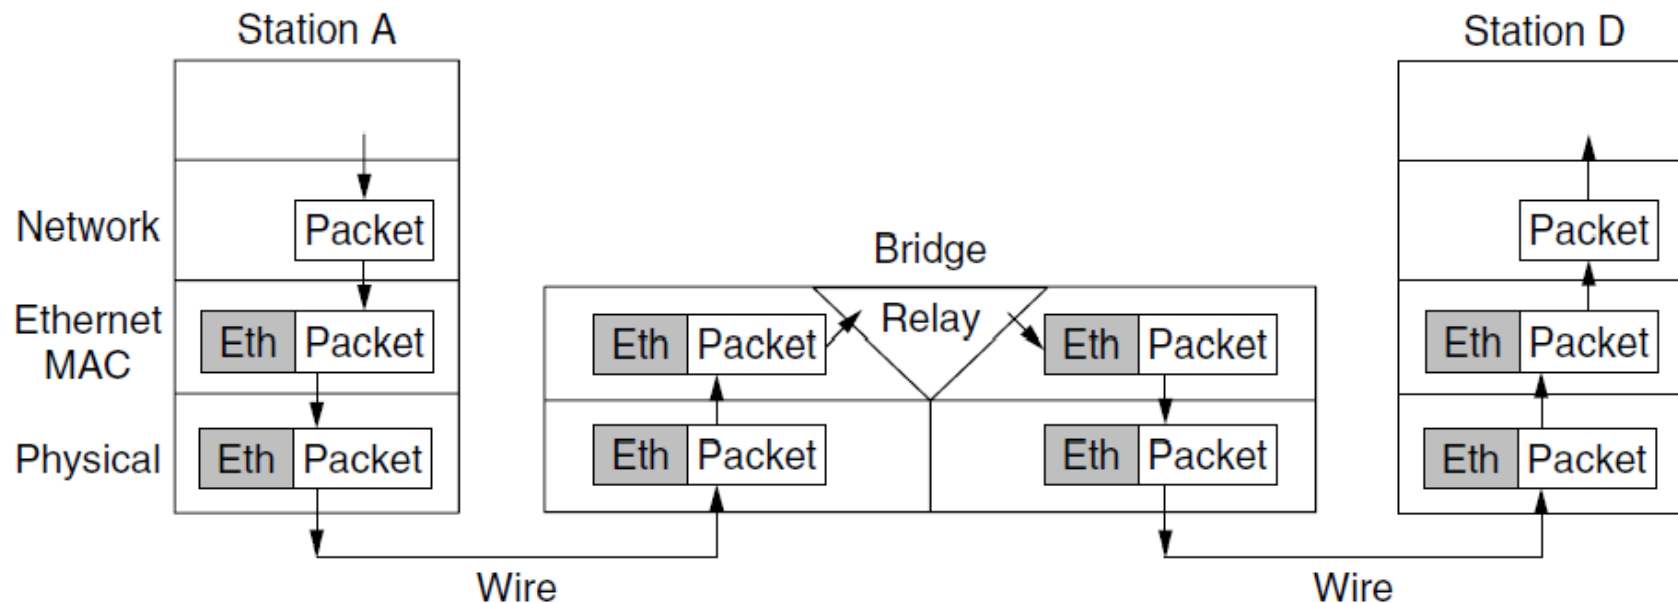 Station A
Station D
Network
Packet
Packet
Bridge
Ethernet
MAC
Eth Packet
Eth Packet
Relay
Eth Packet
Eth Packet
Physical
Eth Packet
Eth Packet
Eth Packet
Eth Packet
Wire
Wire